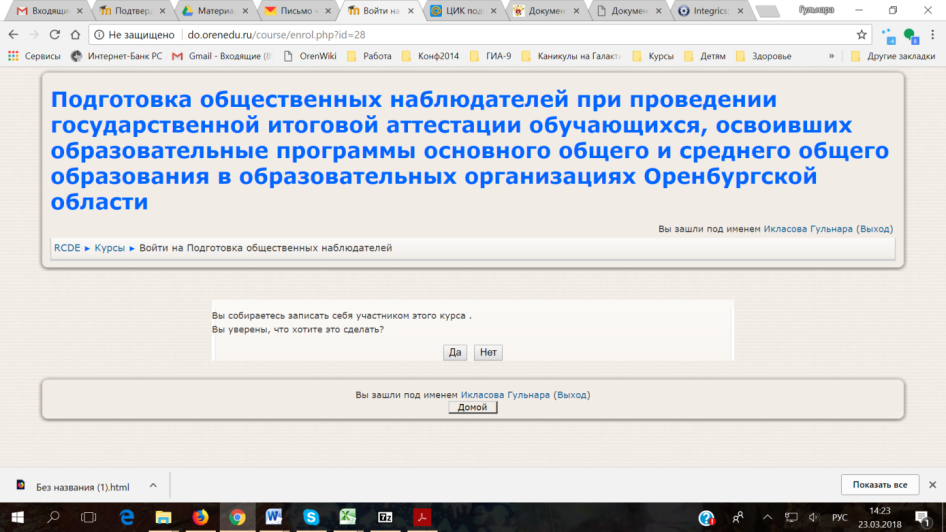 Входящи
Подтвер
Материа
Письмо
Войти на
ЦИК под
Докумен
Докумен
Integrics
Гульнара
Не защищено
do.orenedu.ru/course/enrol.php?id=28
Сервисы
Интернет-Банк РС
Gmail - Входящие (8
OrenWiki
Работа
Конф2014
ГИА-9
Каникулы на Галакт
Курсы
Детям
Здоровье
»
Другие закладки
Подготовка общественных наблюдателей при проведении
государственной итоговой аттестации обучающихся, освоивших
образовательные программы основного общего и среднего общего
образования в образовательных организациях Оренбургской
области
Вы зашли под именем Икласова Гульнара (Выход)
RCDE ► Курсы ► Войти на Подготовка общественных наблюдателей
Вы собираетесь записать себя участником этого курса .
Вы уверены, что хотите это сделать?
Да Нет
Вы зашли под именем Икласова Гульнара (Выход)
Домой
Без названия (1).html
Показать все
РУС
14:23
23.03.2018